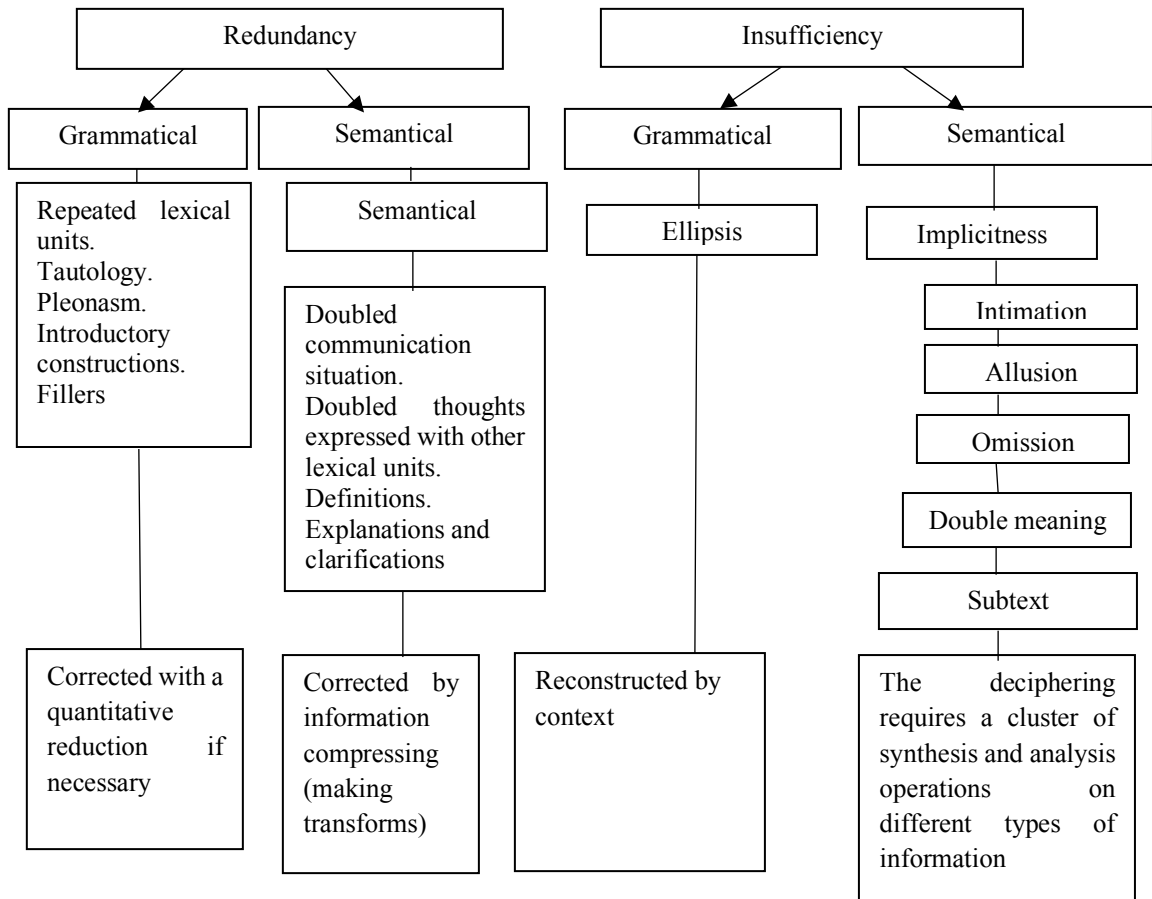 Redundancy
Insufficiency
Grammatical
Semantical
Grammatical
Semantical
Repeated lexical
units.
Tautology.
Pleonasm.
Introductory
constructions.
Fillers
Semantical
Doubled
communication
situation.
Doubled thoughts
expressed with other
lexical units.
Definitions.
Explanations and
clarifications
Ellipsis
Implicitness
Intimation
Allusion
Omission
Double meaning
Subtext
Corrected with a
quantitative
reduction if
necessary
Corrected by
information
compressing
(making
transforms)
Reconstructed by
context
The deciphering
requires a cluster of
synthesis and analysis
operations on
different types of
information